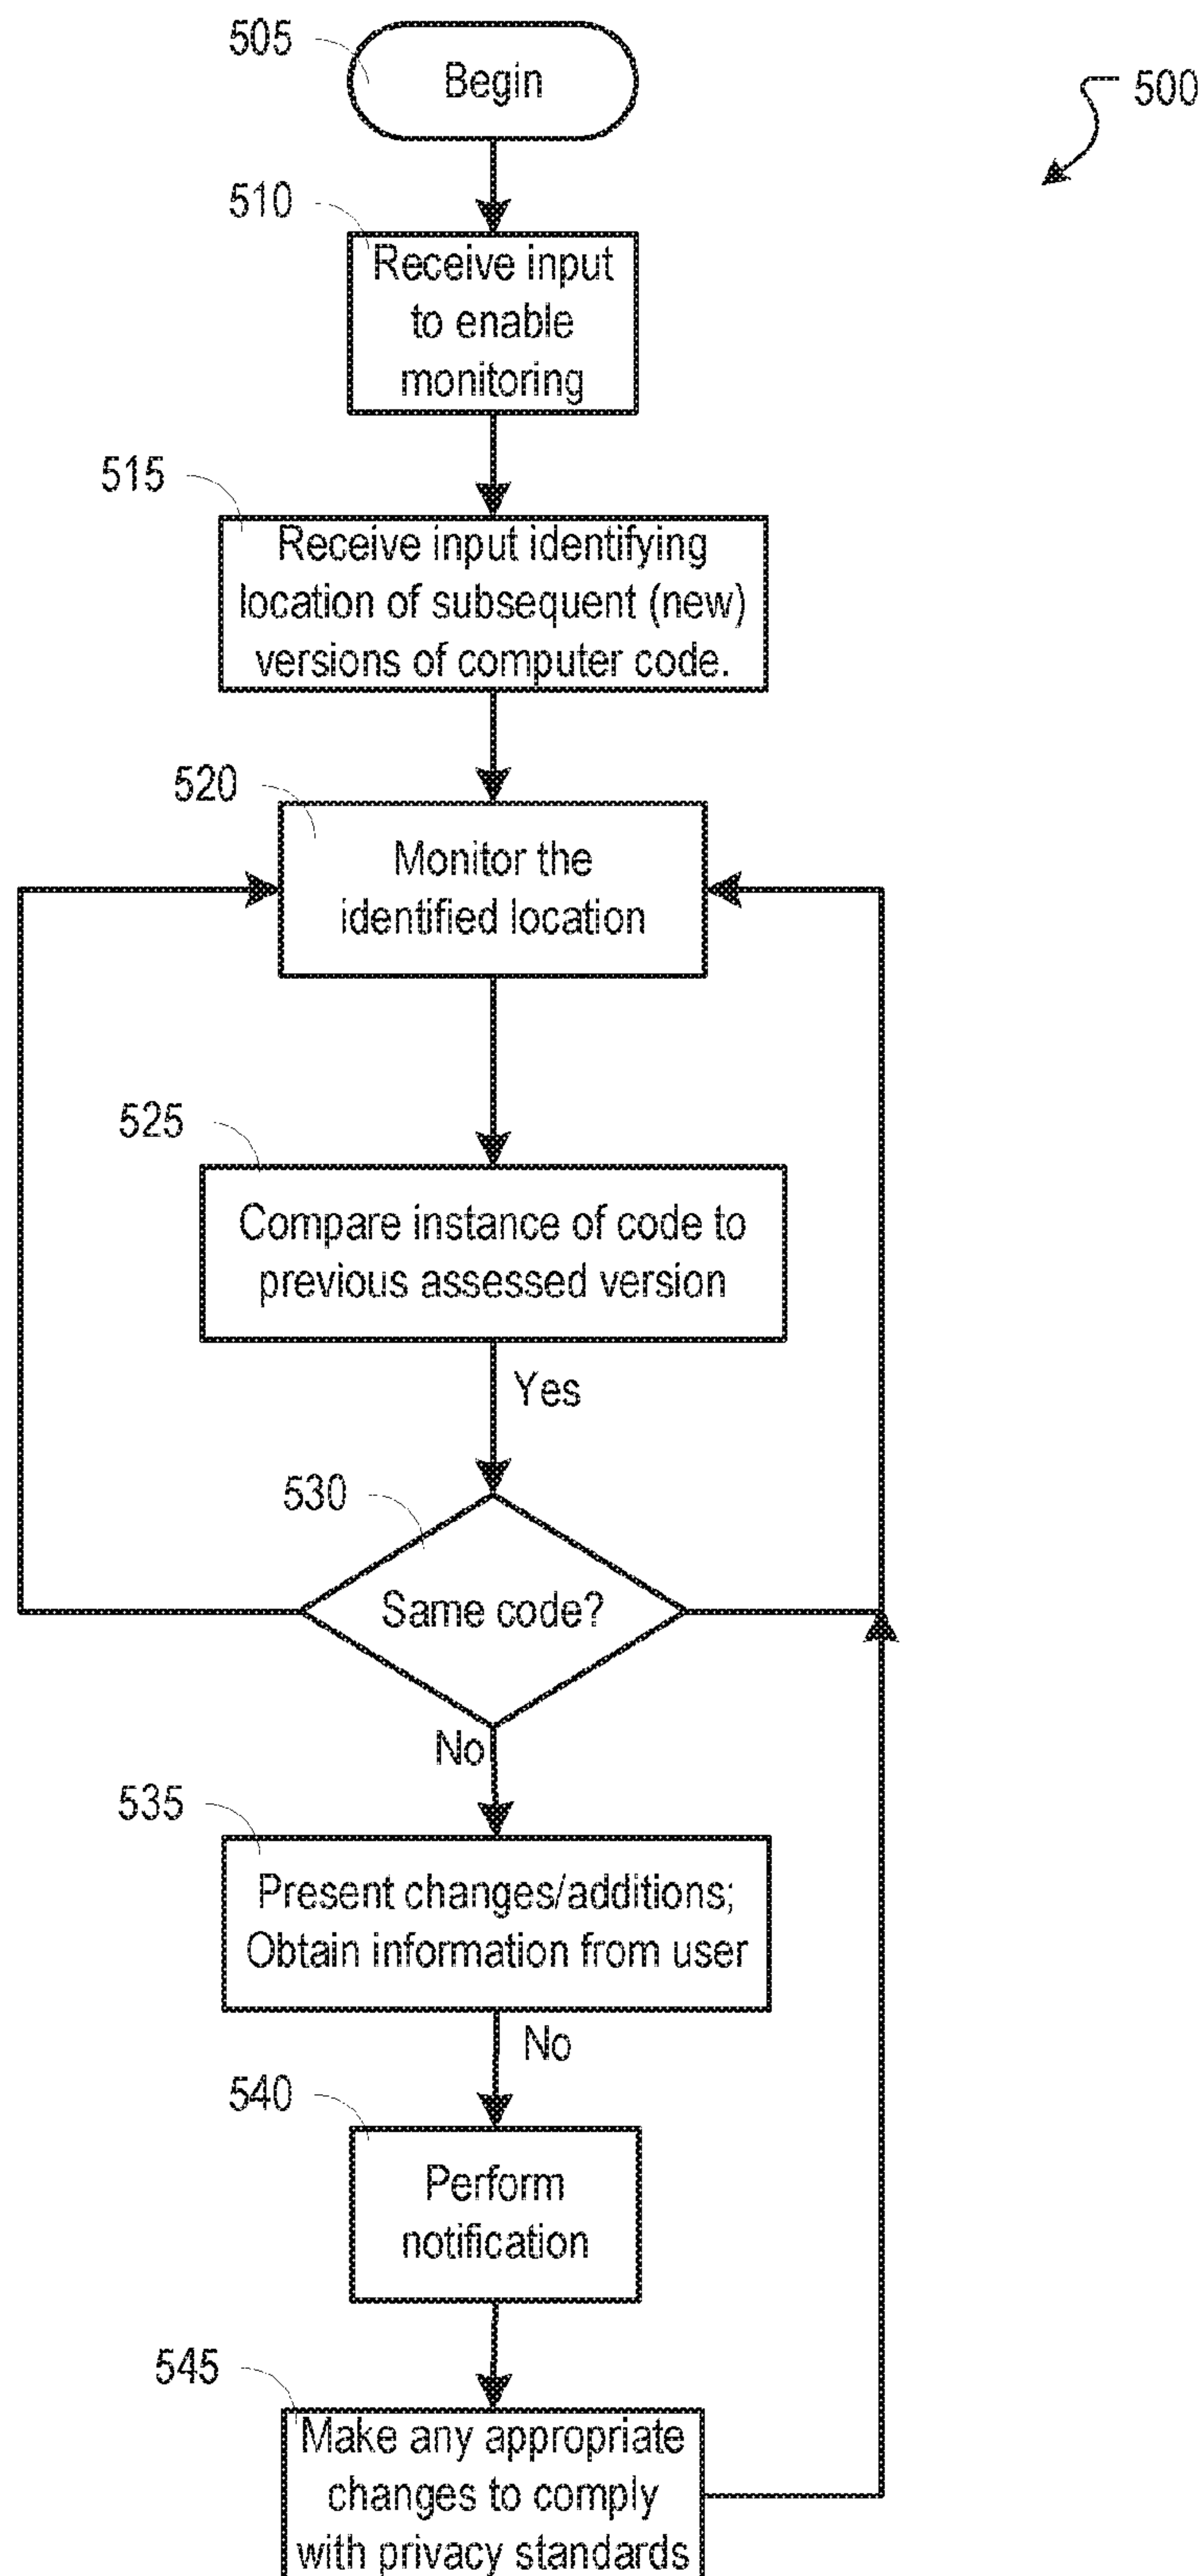 505
Begin
500
510
Receive input
to enable
monitoring
515
Receive input identifying
location of subsequent (new)
versions of computer code.
520
Monitor the
identified location
525
Compare instance of code to
previous assessed version
Yes
530
Same code?
No
535
Present changes/additions;
Obtain information from user
No
540
Perform
notification
545
Make any appropriate
changes to comply
with privacy standards